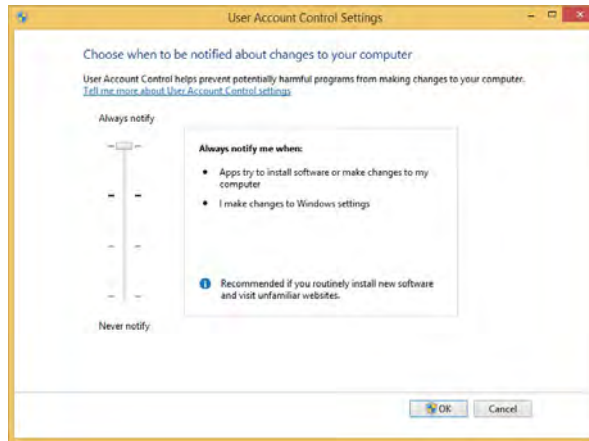 User Account Control Settings
Choose when to be notified about changes to your computer
User Account Control helps prevent potentially harmful programs from making changes to your computer.
Tell me more about User Account Control settings
Always notify
Always notify me when:
Apps try to install software or make changes to my
computer
I make changes to Windows settings
Recommended if you routinely install new software
and visit unfamiliar websites.
Never notify
OK
Cancel